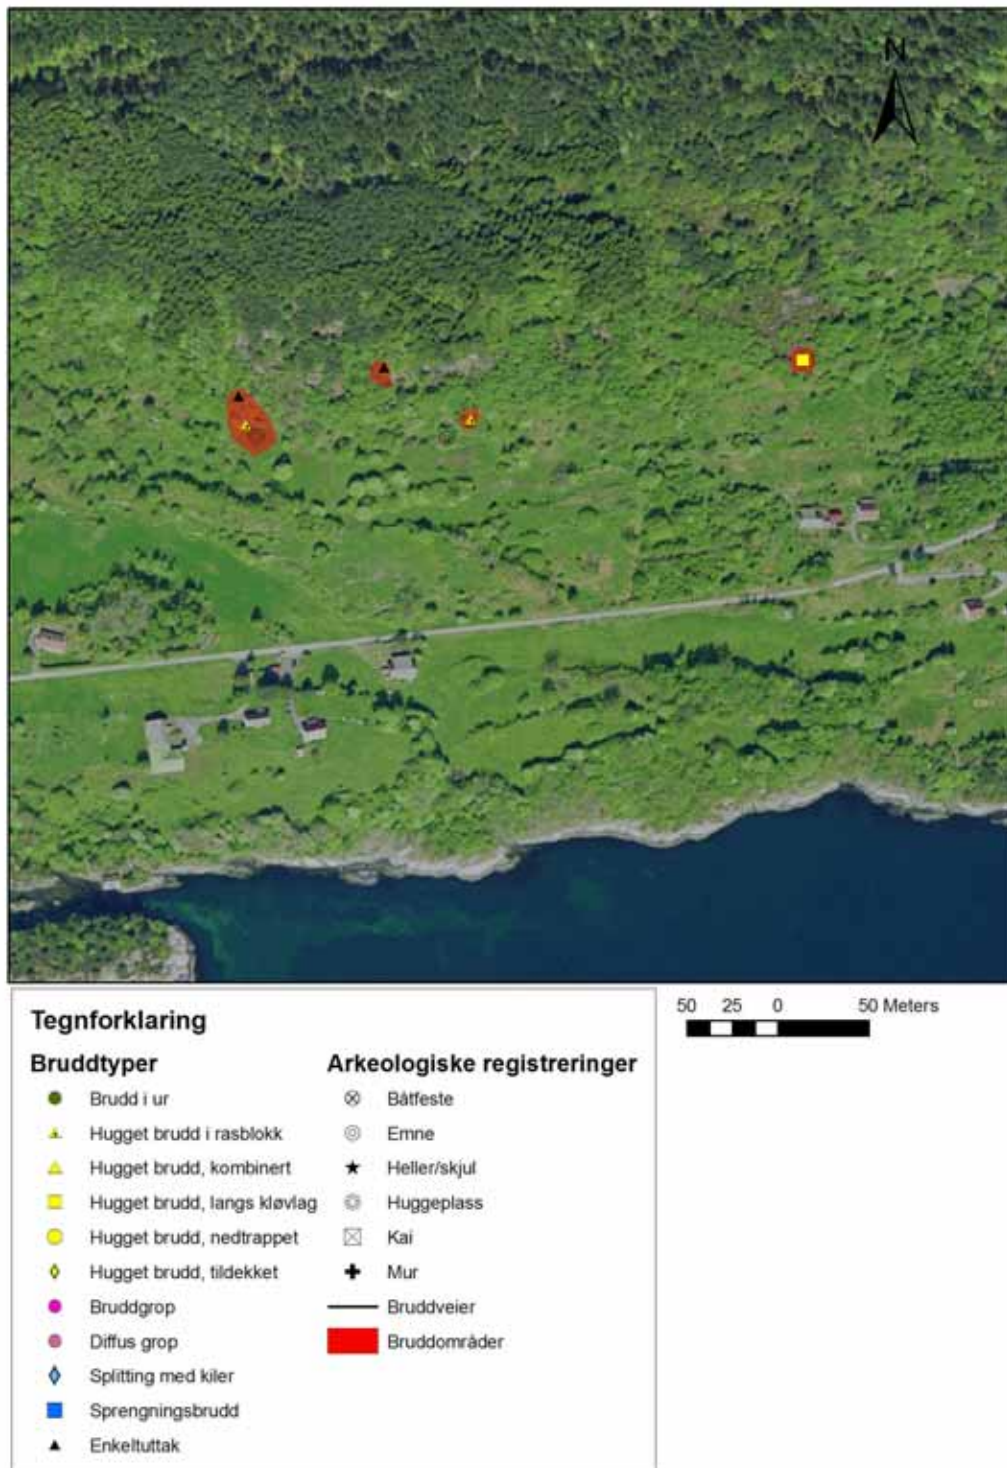 N
50 25 0 50 Meters
Tegnforklaring
Bruddtyper
Brudd i ur
Hugget brudd i rasblokk
Hugget brudd, kombinert
Hugget brudd, langs kløvlag
Hugget brudd, nedtrappet
Hugget brudd, tildekket
Bruddgrop
Diffus grop
Splitting med kiler
Sprengningsbrudd
Enkeltuttak
Arkeologiske registreringer
Båtfeste
Emne
Heller/skjul
Huggeplass
Kai
Mur
Bruddveier
Bruddområder